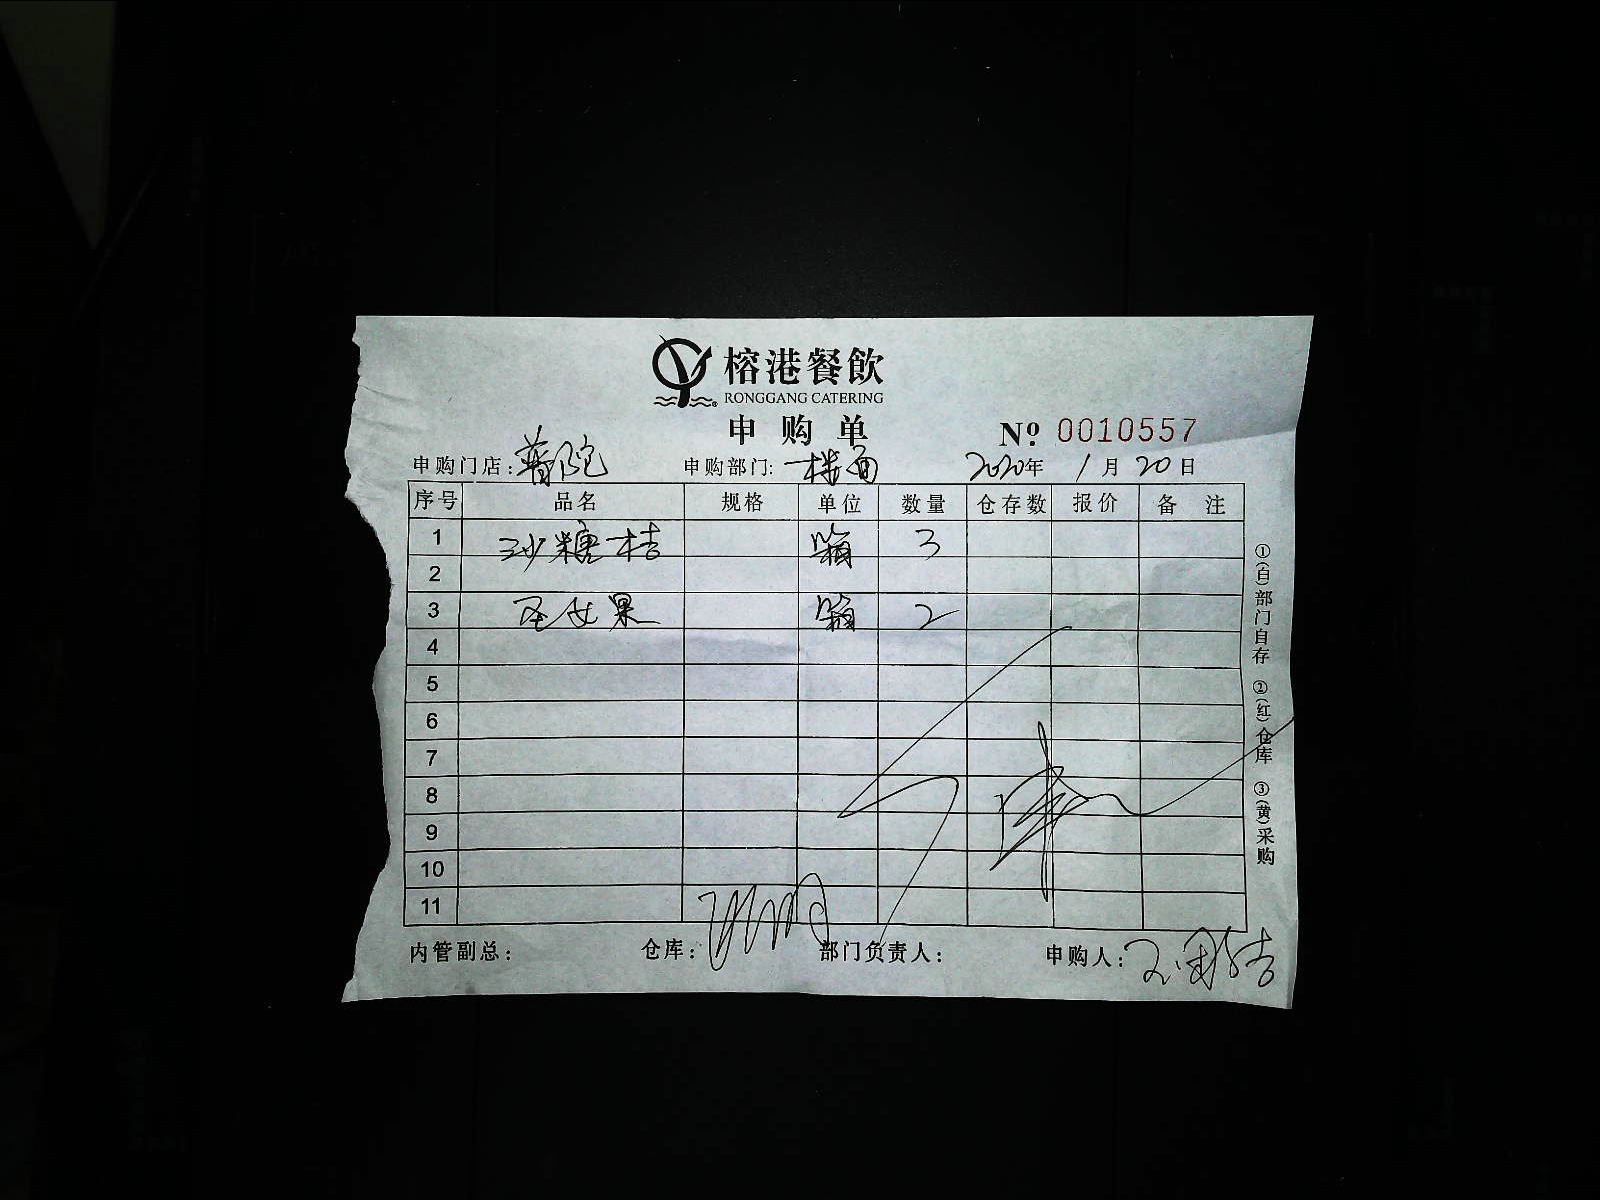 榕港餐飲
RONGGANG CATERING
申购单
Nº 0010557
申购门店：普陀 申购部门：楼面 2020年1月20日
序号 品名 规格 单位 数量 仓存数 报价 备注
1 沙糖桔 箱 3
2
3 圣女果 箱 2
4
5
6
7
8
9
10
11
内管副总： 仓库： 部门负责人： 申购人：
①(白)部门自存 ②(红)仓库 ③(黄)采购